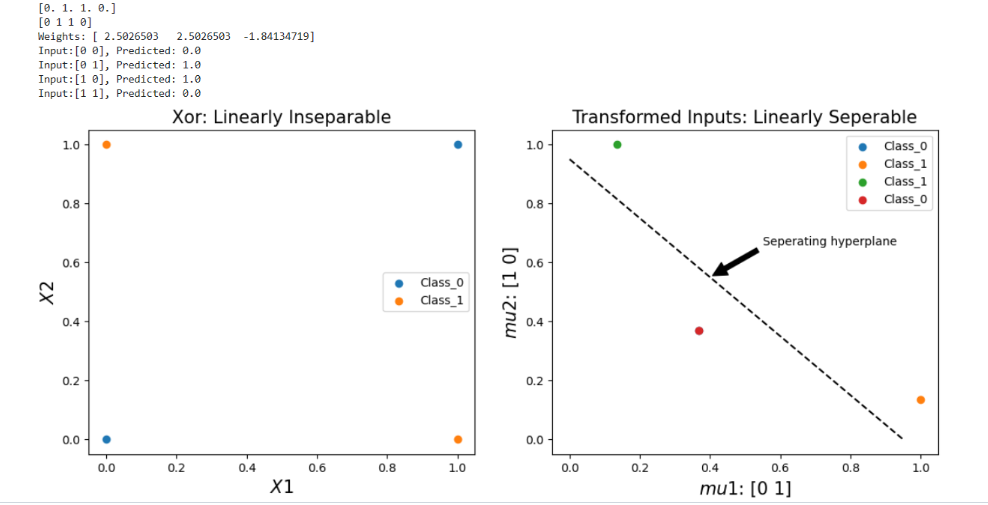 [0. 1. 1. 0.]
[0 1 1 0]
Weights: [ 2.5026503   2.5026503  -1.84134719]
Input:[0 0], Predicted: 0.0
Input:[0 1], Predicted: 1.0
Input:[1 0], Predicted: 1.0
Input:[1 1], Predicted: 0.0
Xor: Linearly Inseparable
1.0
0.8
0.6
0.4
0.2
0.0
X2
Class_0
Class_1
0.0 0.2 0.4 0.6 0.8 1.0
X1
Transformed Inputs: Linearly Seperable
1.0
0.8
0.6
0.4
0.2
0.0
mu2: [1 0]
Class_0
Class_1
Class_1
Class_0
Seperating hyperplane
0.0 0.2 0.4 0.6 0.8 1.0
mu1: [0 1]